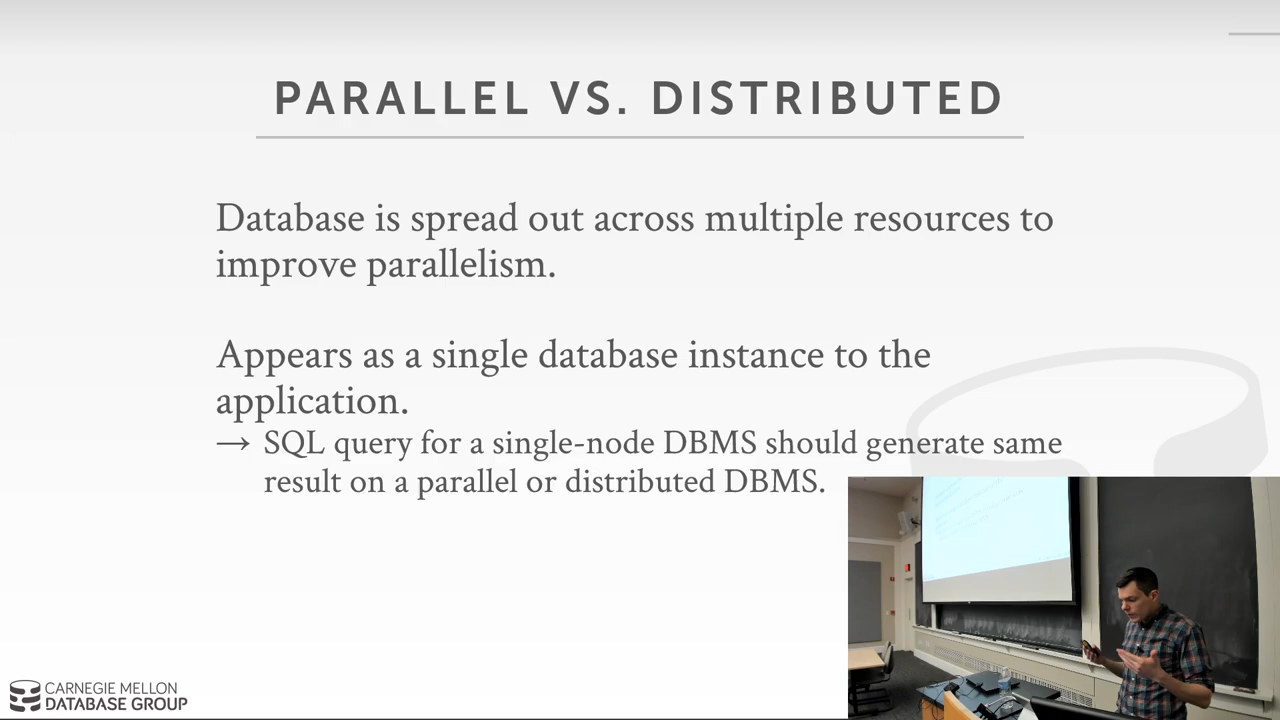 PARALLEL VS. DISTRIBUTED
Database is spread out across multiple resources to
improve parallelism.
Appears as a single database instance to the
application.
→ SQL query for a single-node DBMS should generate same
result on a parallel or distributed DBMS.
CARNEGIE MELLON
DATABASE GROUP